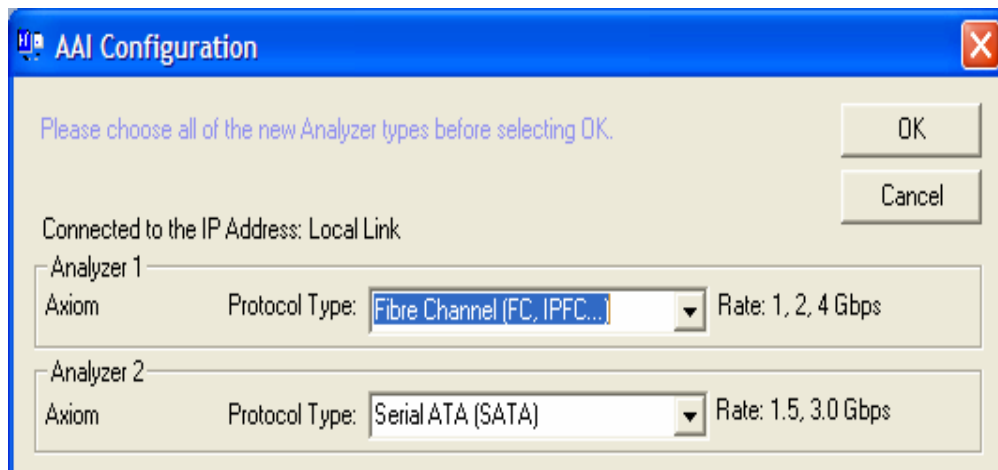 AAI Configuration
Please choose all of the new Analyzer types before selecting OK.
OK
Cancel
Connected to the IP Address: Local Link
Analyzer 1
Axiom Protocol Type: Fibre Channel (FC, IPFC...) Rate: 1, 2, 4 Gbps
Analyzer 2
Axiom Protocol Type: Serial ATA (SATA) Rate: 1.5, 3.0 Gbps